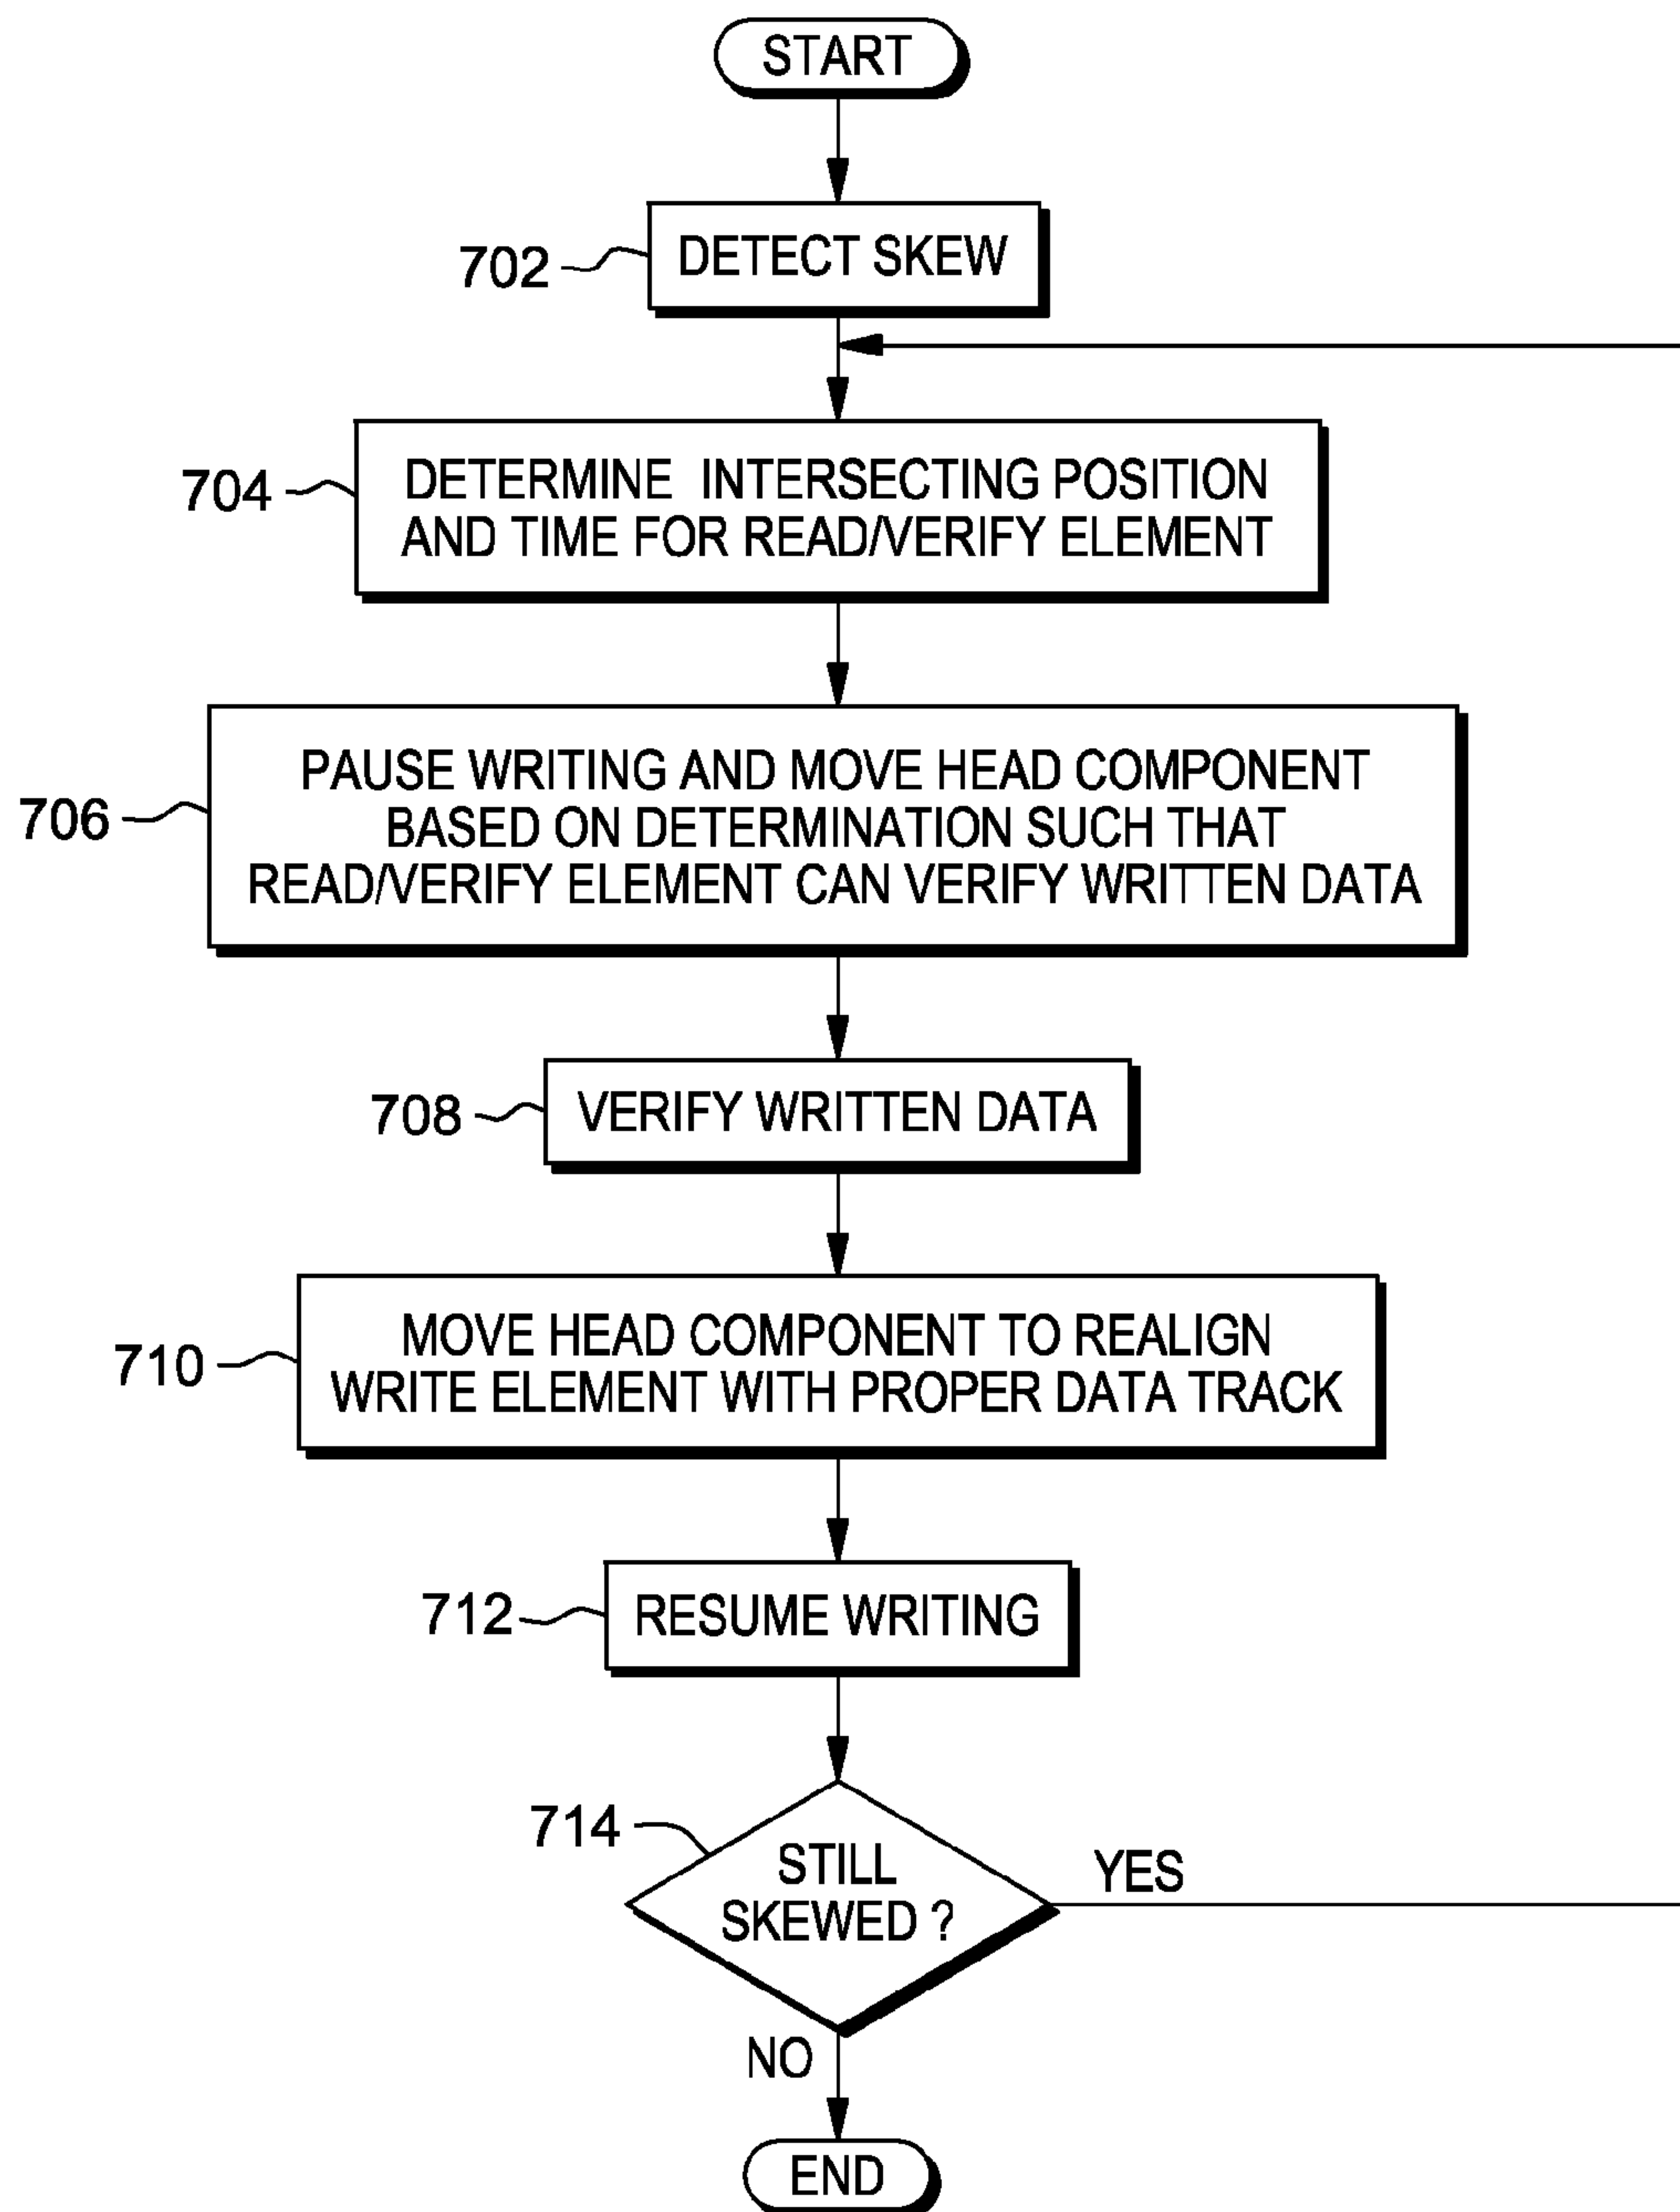 START
702
DETECT SKEW
704
DETERMINE INTERSECTING POSITION
AND TIME FOR READ/VERIFY ELEMENT
706
PAUSE WRITING AND MOVE HEAD COMPONENT
BASED ON DETERMINATION SUCH THAT
READ/VERIFY ELEMENT CAN VERIFY WRITTEN DATA
708
VERIFY WRITTEN DATA
710
MOVE HEAD COMPONENT TO REALIGN
WRITE ELEMENT WITH PROPER DATA TRACK
712
RESUME WRITING
714
STILL
SKEWED ?
YES
NO
END